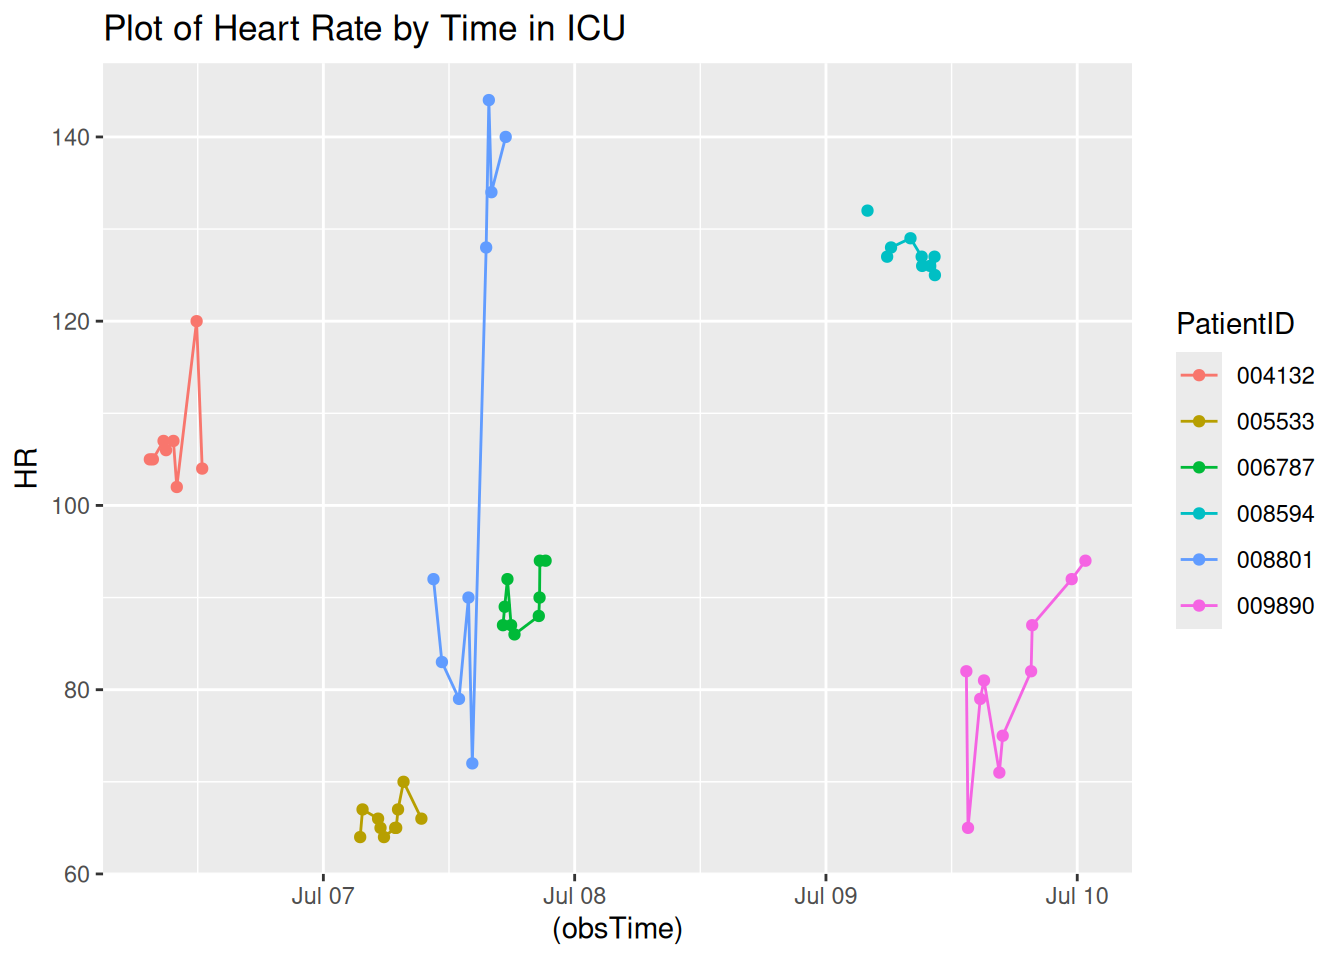 Plot of Heart Rate by Time in ICU
140
120
100
80
60
HR
Jul 07
Jul 08
Jul 09
Jul 10
(obsTime)
PatientID
004132
005533
006787
008594
008801
009890